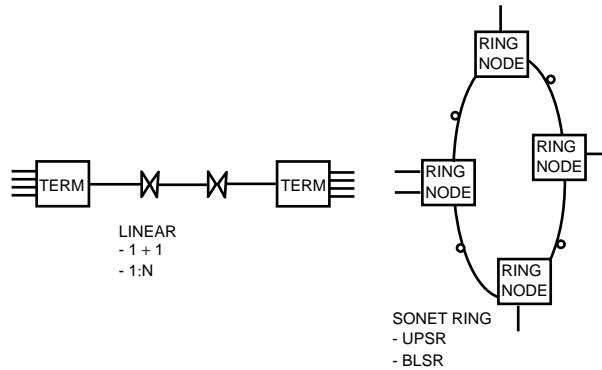 RING
NODE
RING
NODE
TERM
TERM
RING
NODE
LINEAR
- 1 + 1
- 1:N
RING
NODE
SONET RING
- UPSR
- BLSR